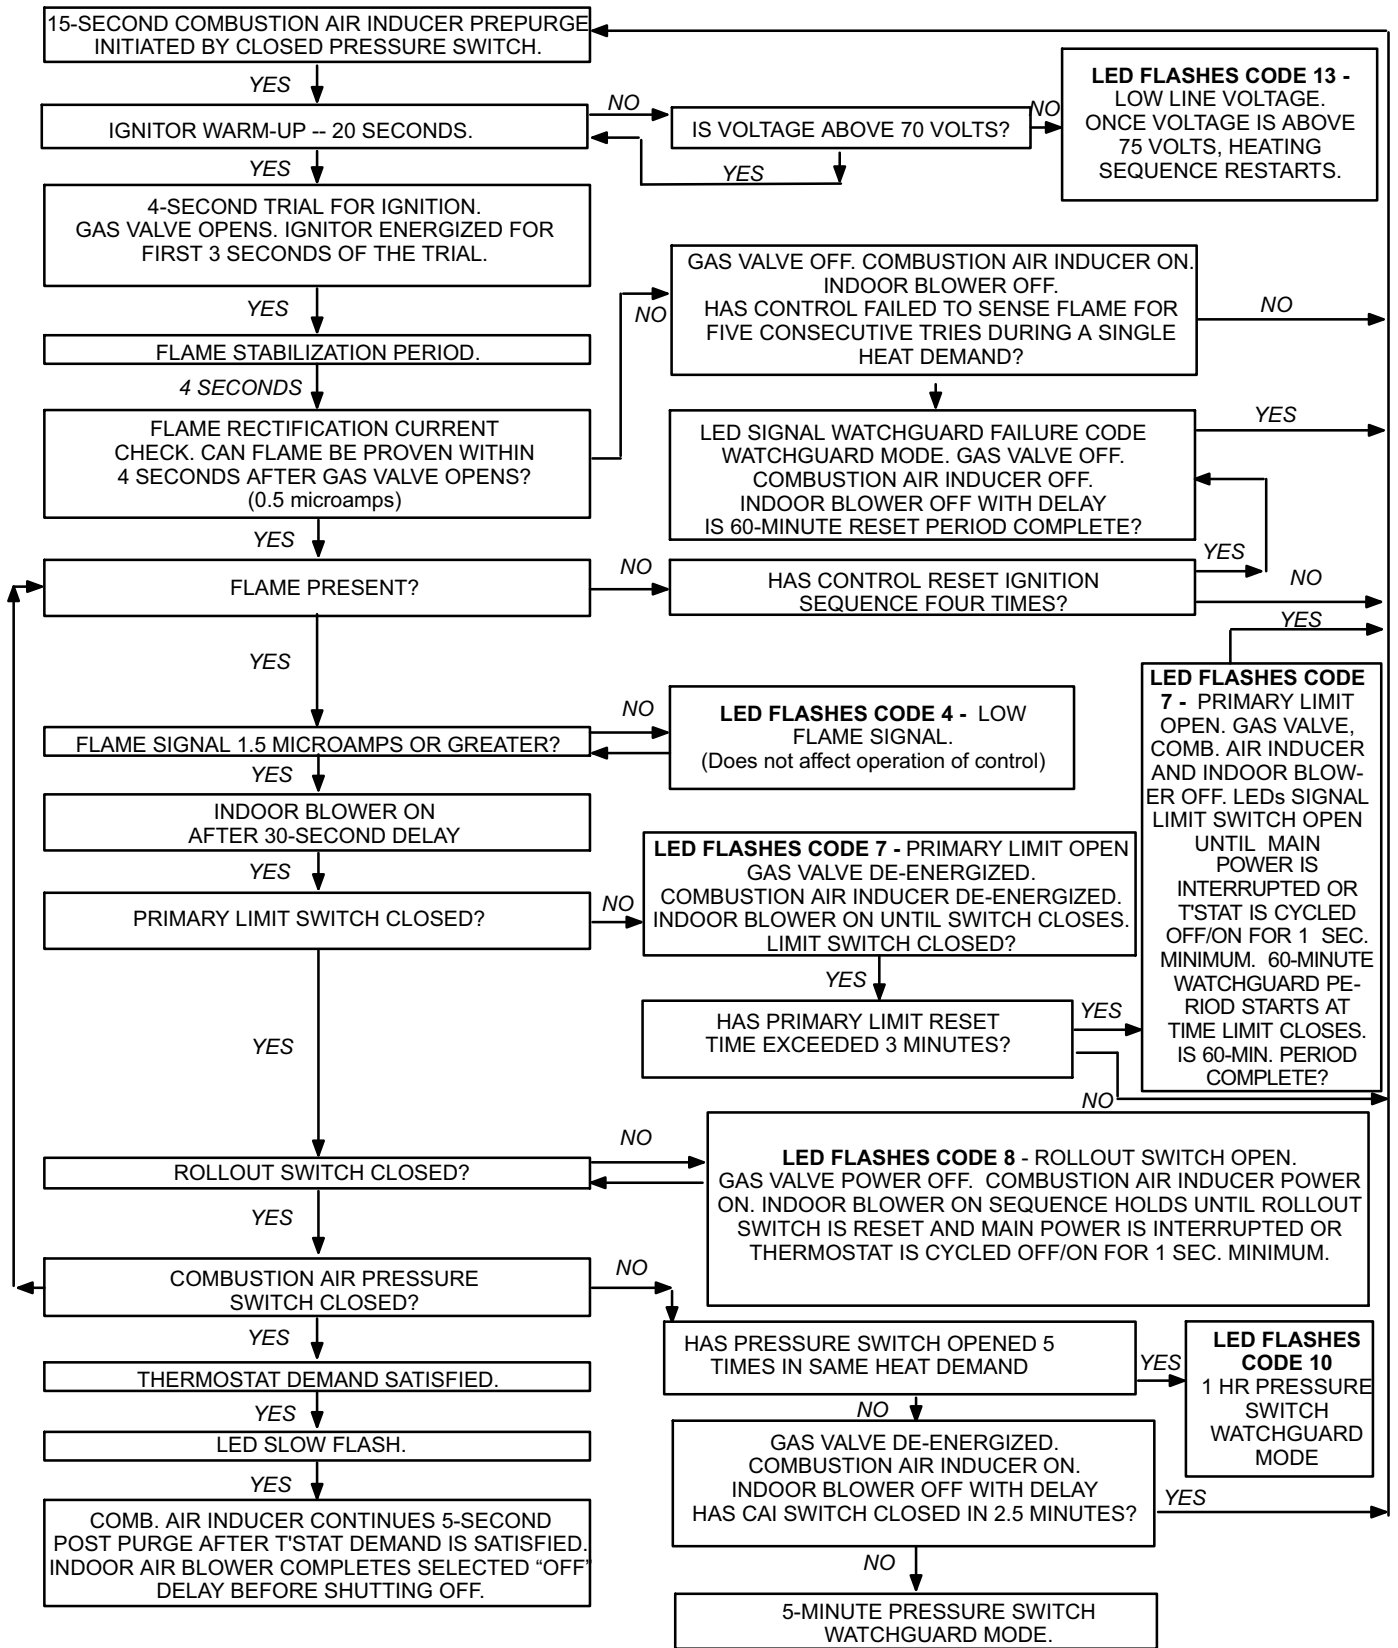 15-SECOND COMBUSTION AIR INDUCER PREPURGE
INITIATED BY CLOSED PRESSURE SWITCH.
YES
IGNITOR WARM-UP -- 20 SECONDS.
NO
IS VOLTAGE ABOVE 70 VOLTS?
NO
YES
LED FLASHES CODE 13 -
LOW LINE VOLTAGE.
ONCE VOLTAGE IS ABOVE
75 VOLTS, HEATING
SEQUENCE RESTARTS.
YES
4-SECOND TRIAL FOR IGNITION.
GAS VALVE OPENS. IGNITOR ENERGIZED FOR
FIRST 3 SECONDS OF THE TRIAL.
YES
FLAME STABILIZATION PERIOD.
4 SECONDS
FLAME RECTIFICATION CURRENT
CHECK. CAN FLAME BE PROVEN WITHIN
4 SECONDS AFTER GAS VALVE OPENS?
(0.5 microamps)
NO
GAS VALVE OFF. COMBUSTION AIR INDUCER ON.
INDOOR BLOWER OFF.
HAS CONTROL FAILED TO SENSE FLAME FOR
FIVE CONSECUTIVE TRIES DURING A SINGLE
HEAT DEMAND?
NO
LED SIGNAL WATCHGUARD FAILURE CODE
WATCHGUARD MODE. GAS VALVE OFF.
COMBUSTION AIR INDUCER OFF.
INDOOR BLOWER OFF WITH DELAY
IS 60-MINUTE RESET PERIOD COMPLETE?
YES
YES
FLAME PRESENT?
NO
HAS CONTROL RESET IGNITION
SEQUENCE FOUR TIMES?
YES
NO
YES
FLAME SIGNAL 1.5 MICROAMPS OR GREATER?
NO
LED FLASHES CODE 4 - LOW
FLAME SIGNAL.
(Does not affect operation of control)
YES
INDOOR BLOWER ON
AFTER 30-SECOND DELAY
YES
PRIMARY LIMIT SWITCH CLOSED?
NO
LED FLASHES CODE 7 - PRIMARY LIMIT OPEN
GAS VALVE DE-ENERGIZED.
COMBUSTION AIR INDUCER DE-ENERGIZED.
INDOOR BLOWER ON UNTIL SWITCH CLOSES.
LIMIT SWITCH CLOSED?
YES
HAS PRIMARY LIMIT RESET
TIME EXCEEDED 3 MINUTES?
YES
NO
YES
LED FLASHES CODE
7 - PRIMARY LIMIT
OPEN. GAS VALVE,
COMB. AIR INDUCER
AND INDOOR BLOW-
ER OFF. LEDs SIGNAL
LIMIT SWITCH OPEN
UNTIL MAIN
POWER IS
INTERRUPTED OR
T'STAT IS CYCLED
OFF/ON FOR 1 SEC.
MINIMUM. 60-MINUTE
WATCHGUARD PE-
RIOD STARTS AT
TIME LIMIT CLOSES.
IS 60-MIN. PERIOD
COMPLETE?
YES
ROLLOUT SWITCH CLOSED?
NO
LED FLASHES CODE 8 - ROLLOUT SWITCH OPEN.
GAS VALVE POWER OFF. COMBUSTION AIR INDUCER POWER
ON. INDOOR BLOWER ON SEQUENCE HOLDS UNTIL ROLLOUT
SWITCH IS RESET AND MAIN POWER IS INTERRUPTED OR
THERMOSTAT IS CYCLED OFF/ON FOR 1 SEC. MINIMUM.
YES
COMBUSTION AIR PRESSURE
SWITCH CLOSED?
NO
HAS PRESSURE SWITCH OPENED 5
TIMES IN SAME HEAT DEMAND
YES
LED FLASHES
CODE 10
1 HR PRESSURE
SWITCH
WATCHGUARD
MODE
NO
GAS VALVE DE-ENERGIZED.
COMBUSTION AIR INDUCER ON.
INDOOR BLOWER OFF WITH DELAY
HAS CAI SWITCH CLOSED IN 2.5 MINUTES?
YES
NO
5-MINUTE PRESSURE SWITCH
WATCHGUARD MODE.
YES
THERMOSTAT DEMAND SATISFIED.
YES
LED SLOW FLASH.
YES
COMB. AIR INDUCER CONTINUES 5-SECOND
POST PURGE AFTER T'STAT DEMAND IS SATISFIED.
INDOOR AIR BLOWER COMPLETES SELECTED “OFF”
DELAY BEFORE SHUTTING OFF.